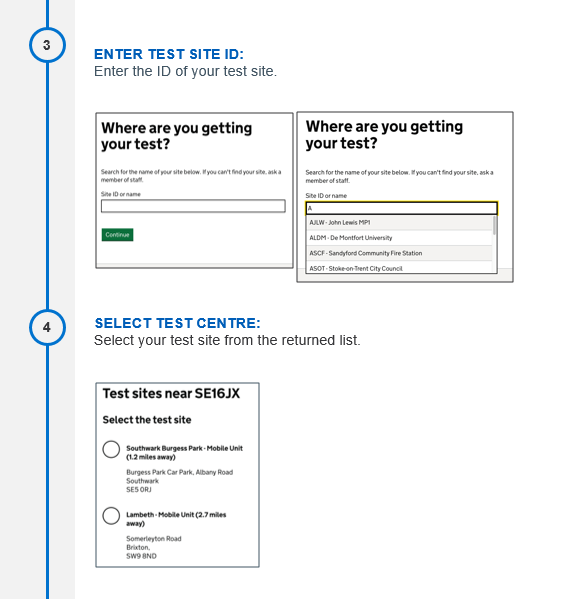 3
ENTER TEST SITE ID:
Enter the ID of your test site.
Where are you getting
your test?
Search for the name of your site below. If you can't find your site, ask a
member of staff.
Site ID or name
Continue
Where are you getting
your test?
Search for the name of your site below. If you can't find your site, ask a
member of staff.
Site ID or name
A
AJLW - John Lewis MP1
ALDM - De Montfort University
ASCF - Sandyford Community Fire Station
ASOT - Stoke-on-Trent City Council
4
SELECT TEST CENTRE:
Select your test site from the returned list.
Test sites near SE16JX
Select the test site
Southwark Burgess Park - Mobile Unit
(1.2 miles away)
Burgess Park Car Park, Albany Road
Southwark
SE5 0RJ
Lambeth - Mobile Unit (2.7 miles
away)
Somerleyton Road
Brixton,
SW9 8ND